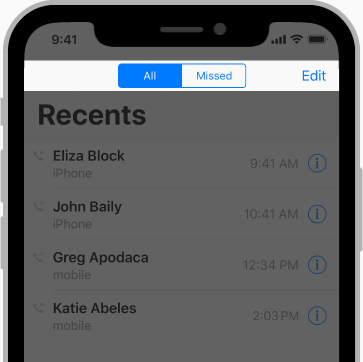 9:41
All Missed Edit
Recents
Eliza Block
iPhone
9:41 AM
John Baily
iPhone
10:41 AM
Greg Apodaca
mobile
12:34 PM
Katie Abeles
mobile
2:03 PM